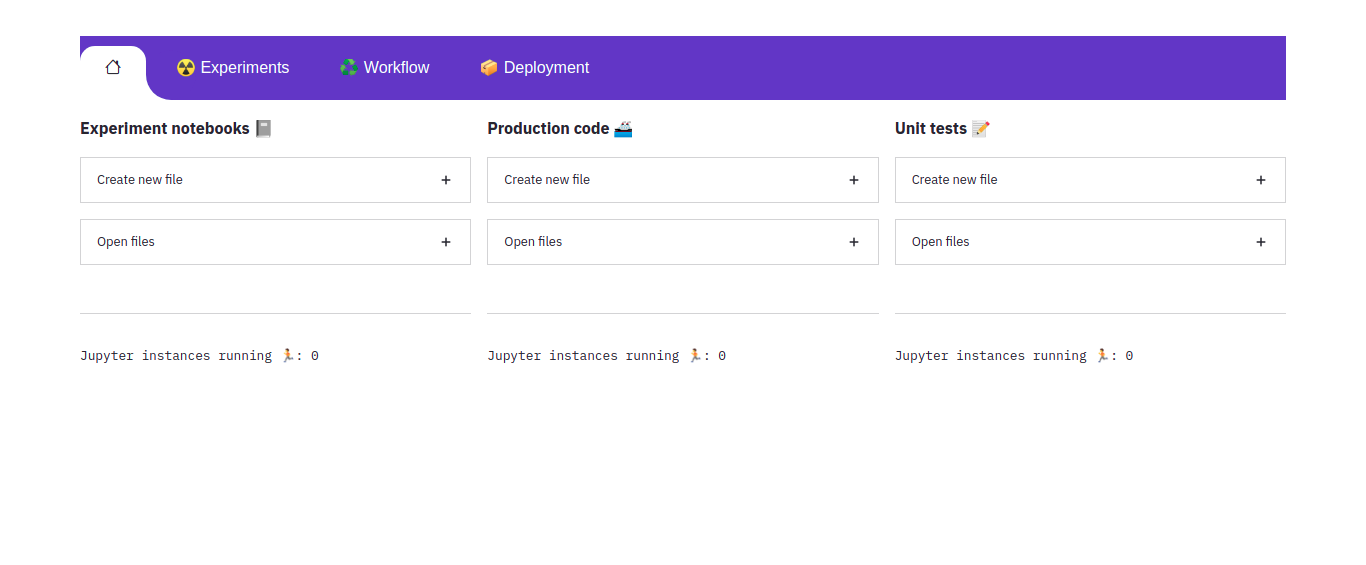 ☢️ Experiments ♻️ Workflow 📦 Deployment
Experiment notebooks 📓
Create new file +
Open files +
Jupyter instances running 🏃: 0
Production code 🚢
Create new file +
Open files +
Jupyter instances running 🏃: 0
Unit tests 📝
Create new file +
Open files +
Jupyter instances running 🏃: 0